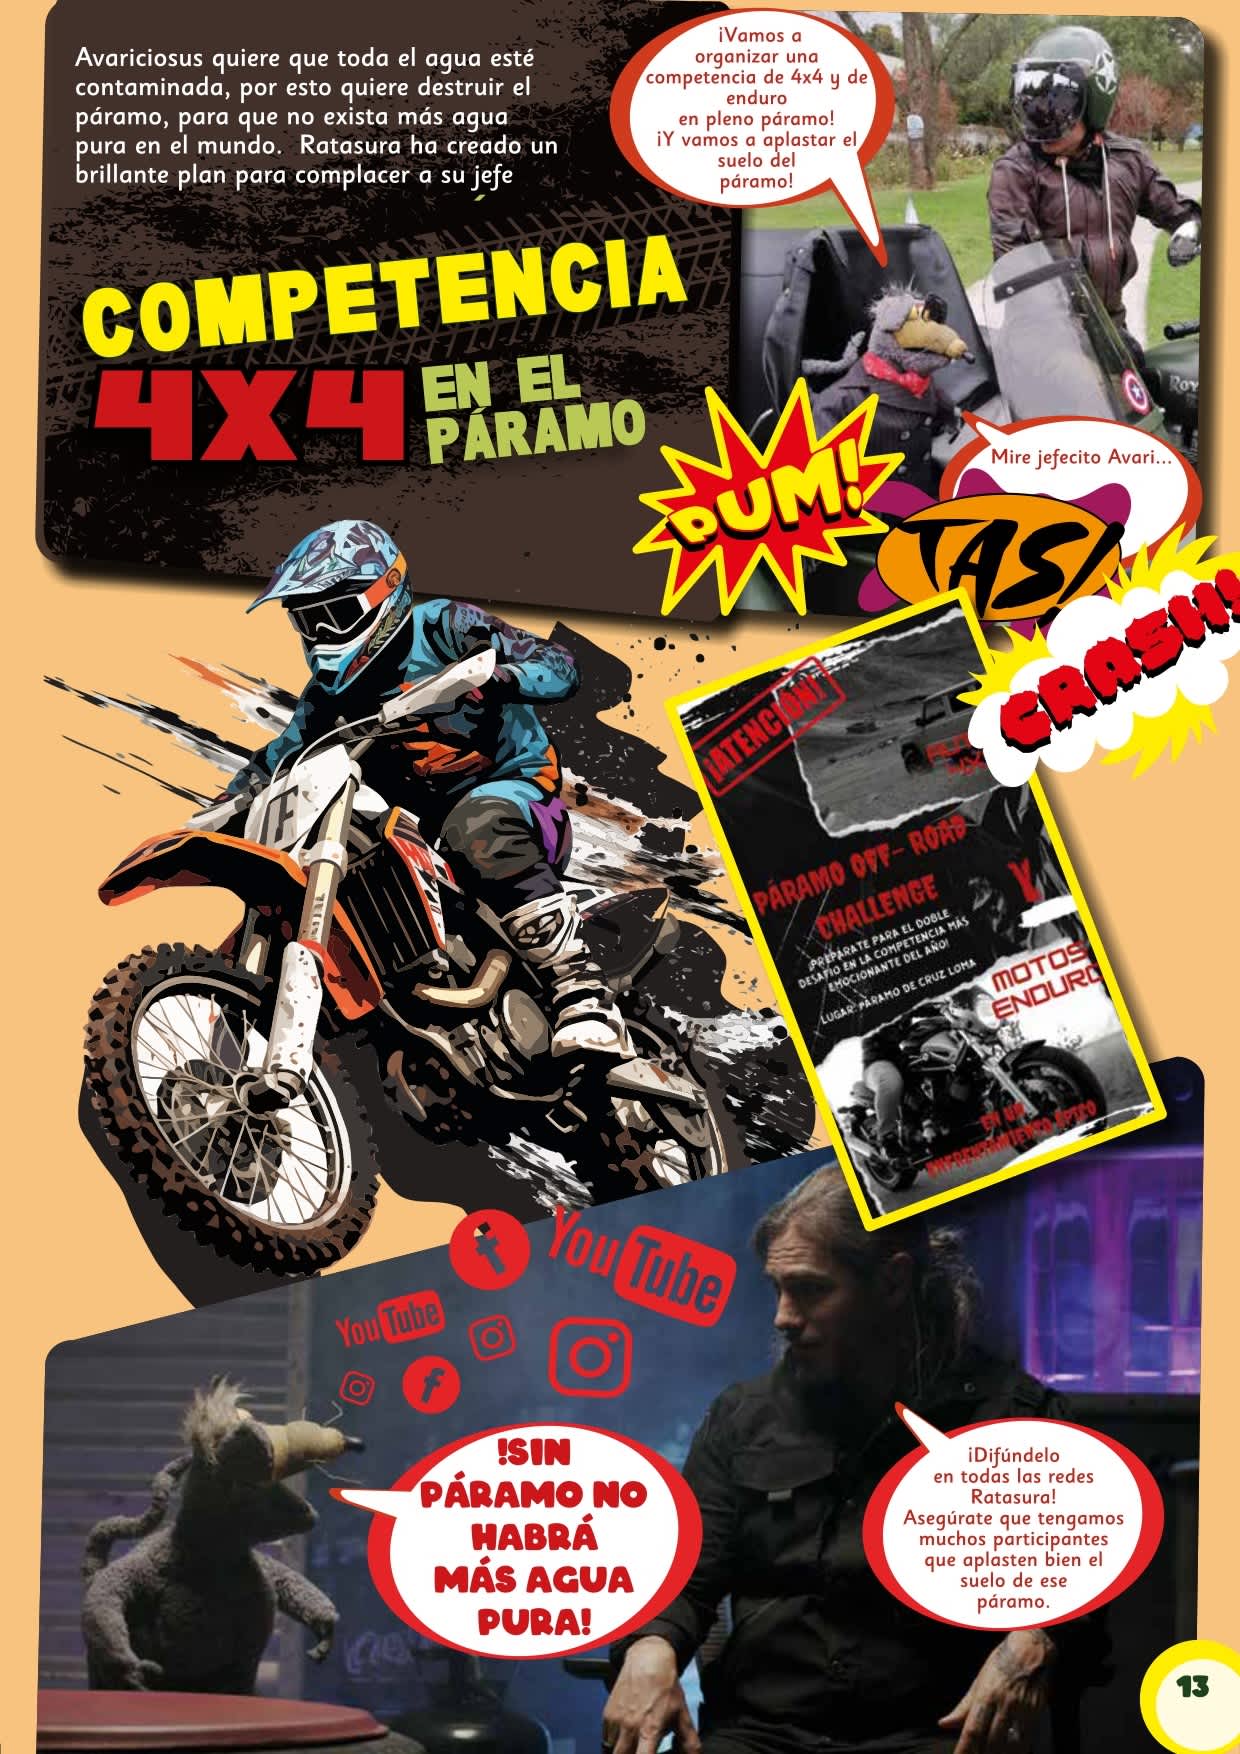 Avariciosus quiere que toda el agua esté
contaminada, por esto quiere destruir el
páramo, para que no exista más agua
pura en el mundo.  Ratasura ha creado un
brillante plan para complacer a su jefe
¡Vamos a
organizar una
competencia de 4x4 y de
enduro
en pleno páramo!
¡Y vamos a aplastar el
suelo del
páramo!
COMPETENCIA
4X4
EN EL
PÁRAMO
Mire jefecito Avari...
PUM!
TAS!
CRASH!
¡ATENCIÓN!
PÁRAMO OFF-ROAD
CHALLENGE
Y
¡PREPÁRATE PARA EL DOBLE
DESAFIO EN LA COMPETENCIA MÁS
EMOCIONANTE DEL AÑO!
LUGAR: PÁRAMO DE CRUZ LOMA
MOTOS
ENDURO
EN UN
ENFRENTAMIENTO ÉPICO
YouTube
YouTube
!SIN
PÁRAMO NO
HABRÁ
MÁS AGUA
PURA!
¡Difúndelo
en todas las redes
Ratasura!
Asegúrate que tengamos
muchos participantes
que aplasten bien el
suelo de ese
páramo.
13